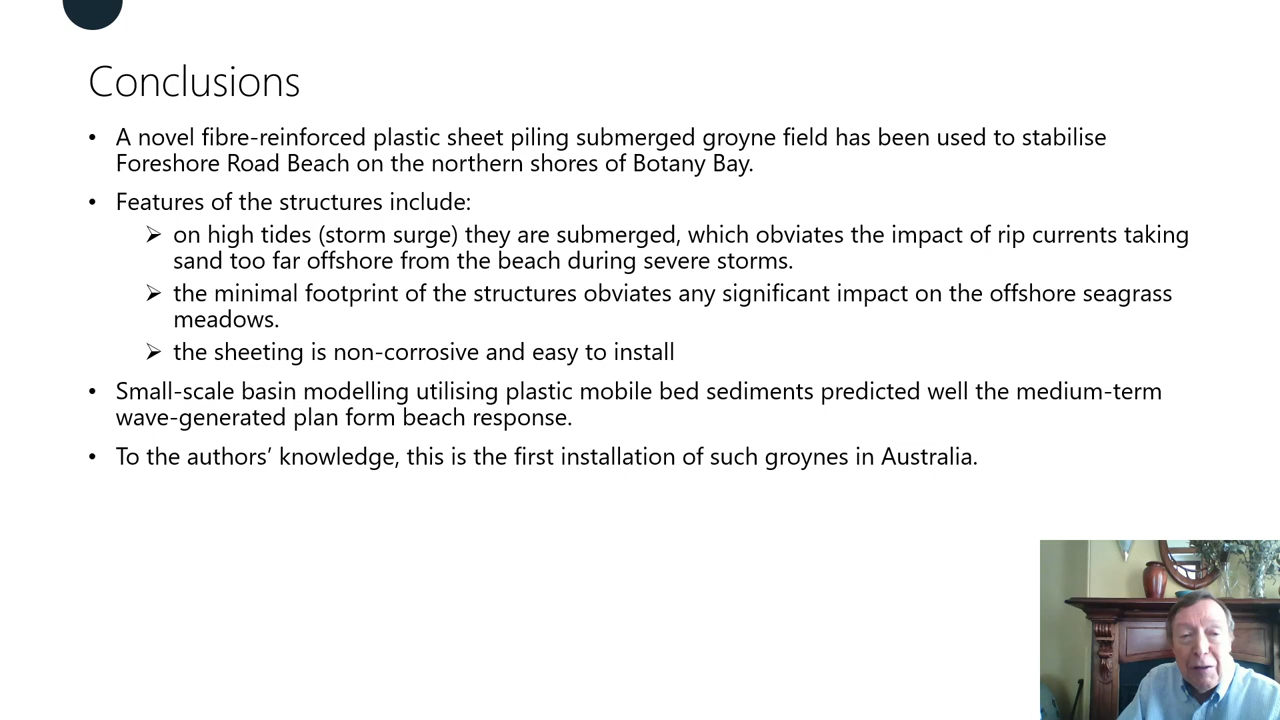 Conclusions
• A novel fibre-reinforced plastic sheet piling submerged groyne field has been used to stabilise
Foreshore Road Beach on the northern shores of Botany Bay.
• Features of the structures include:
➢ on high tides (storm surge) they are submerged, which obviates the impact of rip currents taking
sand too far offshore from the beach during severe storms.
➢ the minimal footprint of the structures obviates any significant impact on the offshore seagrass
meadows.
➢ the sheeting is non-corrosive and easy to install
• Small-scale basin modelling utilising plastic mobile bed sediments predicted well the medium-term
wave-generated plan form beach response.
• To the authors’ knowledge, this is the first installation of such groynes in Australia.